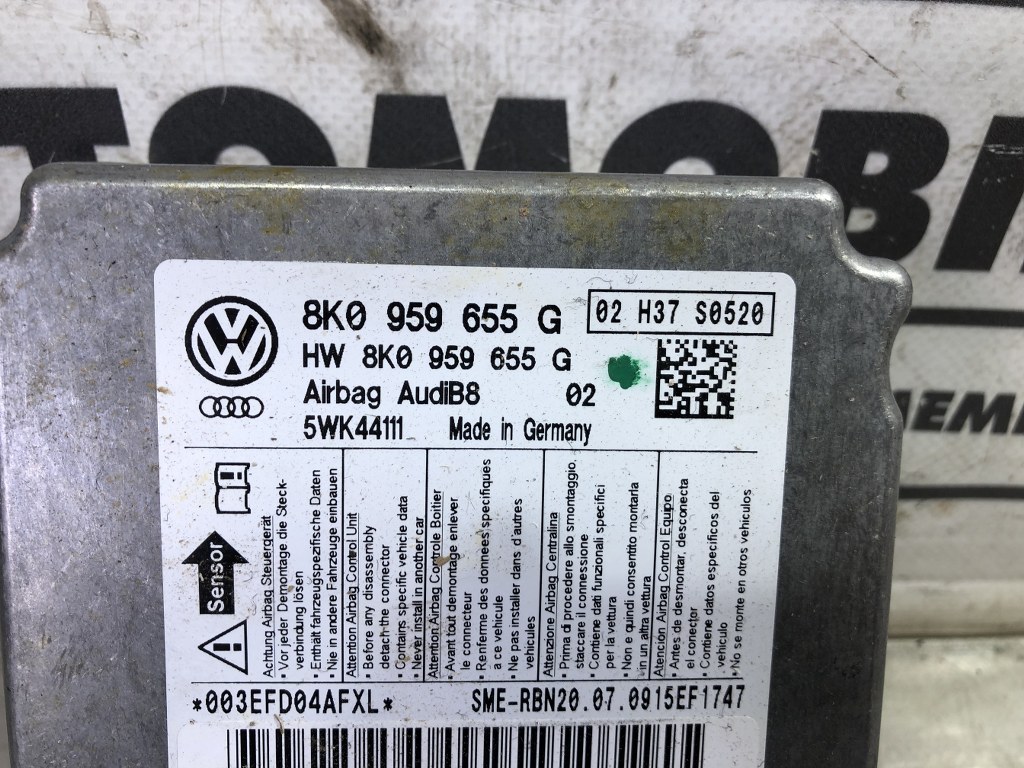 TOMOBI
HEM
8K0 959 655 G
02 H37 S0520
HW 8K0 959 655 G
Airbag AudiB8 02
5WK44111 Made in Germany
Sensor
Achtung Airbag Steuergerät
· Vor jeder Demontage die Steck-
verbindung lösen
· Enthält fahrzeugspezifische Daten
· Nie in andere Fahrzeuge einbauen
Attention Airbag Control Unit
· Before any disassembly
detach the connector
· Contains specific vehicle data
· Never install in another car
Attention Airbag Controle Boitier
· Avant tout demontage enlever
le connecteur
· Renferme des donnees specifiques
a ce vehicule
· Ne pas installer dans d'autres
vehicules
Attenzione Airbag Centralina
· Prima di procedere allo smontaggio,
staccare il connessione
· Contiene dati funzionali specifici
per la vettura
· Non e quindi consentito montarla
in un altra vettura
Atención Airbag Control Equipo
· Antes de desmontar, desconecta
el conector
· Contiene datos especificos del
vehiculo
· No se monte en otros vehiculos
*003EFD04AFXL* SME-RBN20.07.0915EF1747